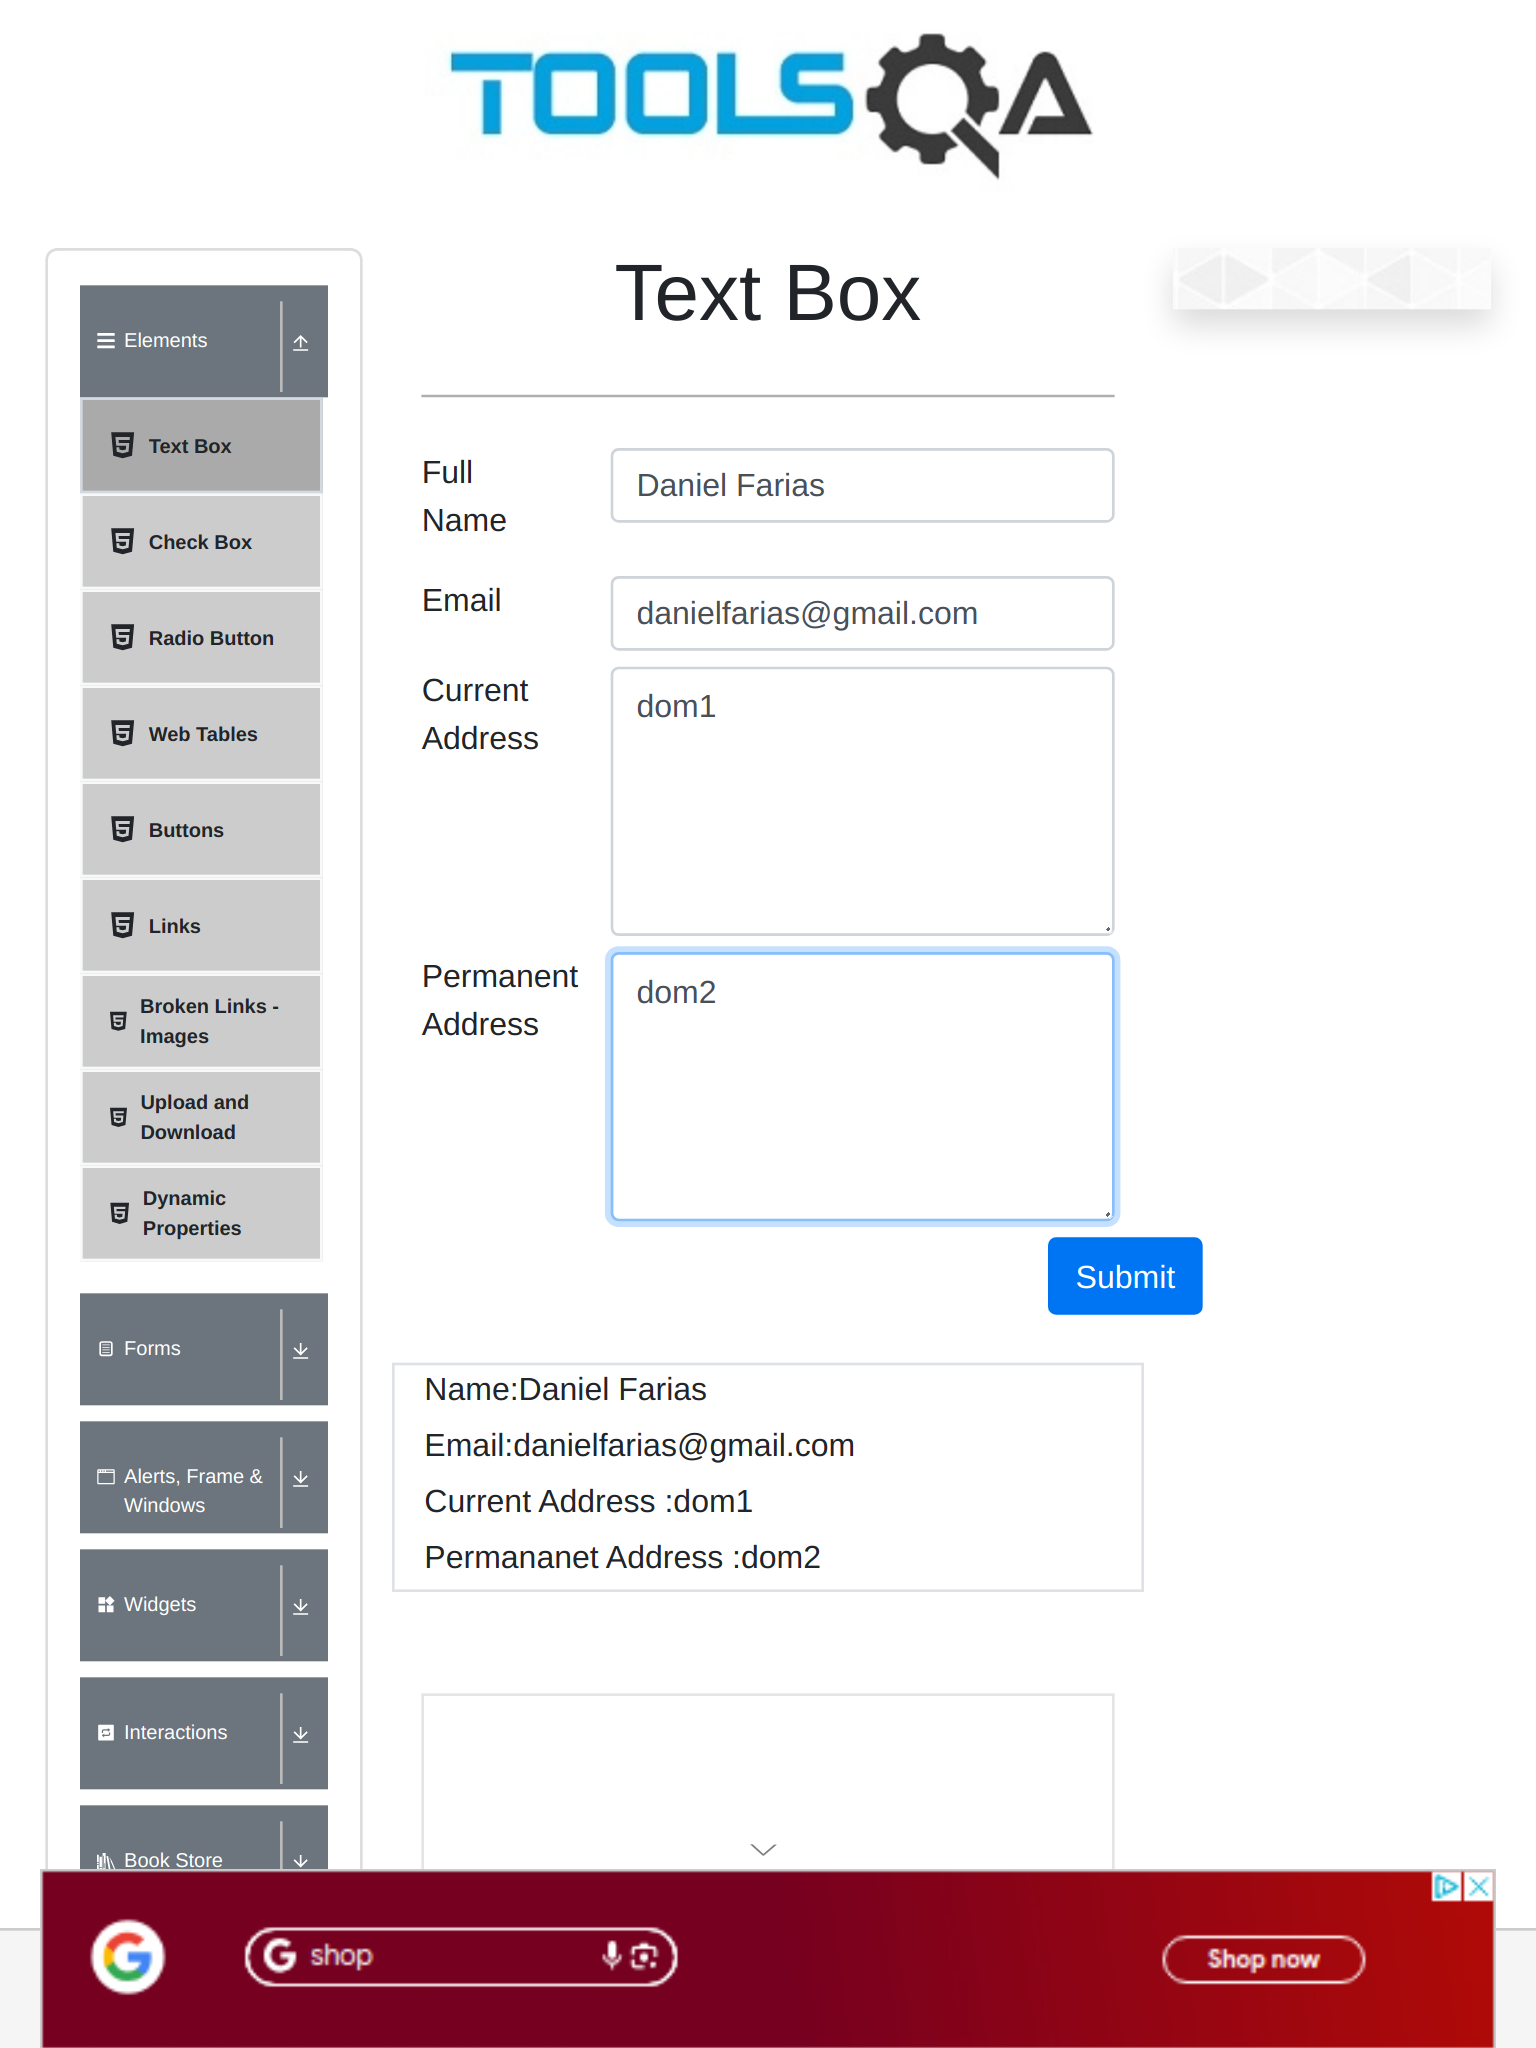 TOOLSQA
Elements
Text Box
Check Box
Radio Button
Web Tables
Buttons
Links
Broken Links -
Images
Upload and
Download
Dynamic
Properties
Forms
Alerts, Frame &
Windows
Widgets
Interactions
Book Store
Text Box
Full
Name
Daniel Farias
Email
danielfarias@gmail.com
Current
Address
dom1
Permanent
Address
dom2
Submit
Name:Daniel Farias
Email:danielfarias@gmail.com
Current Address :dom1
Permananet Address :dom2
G
G shop
Shop now